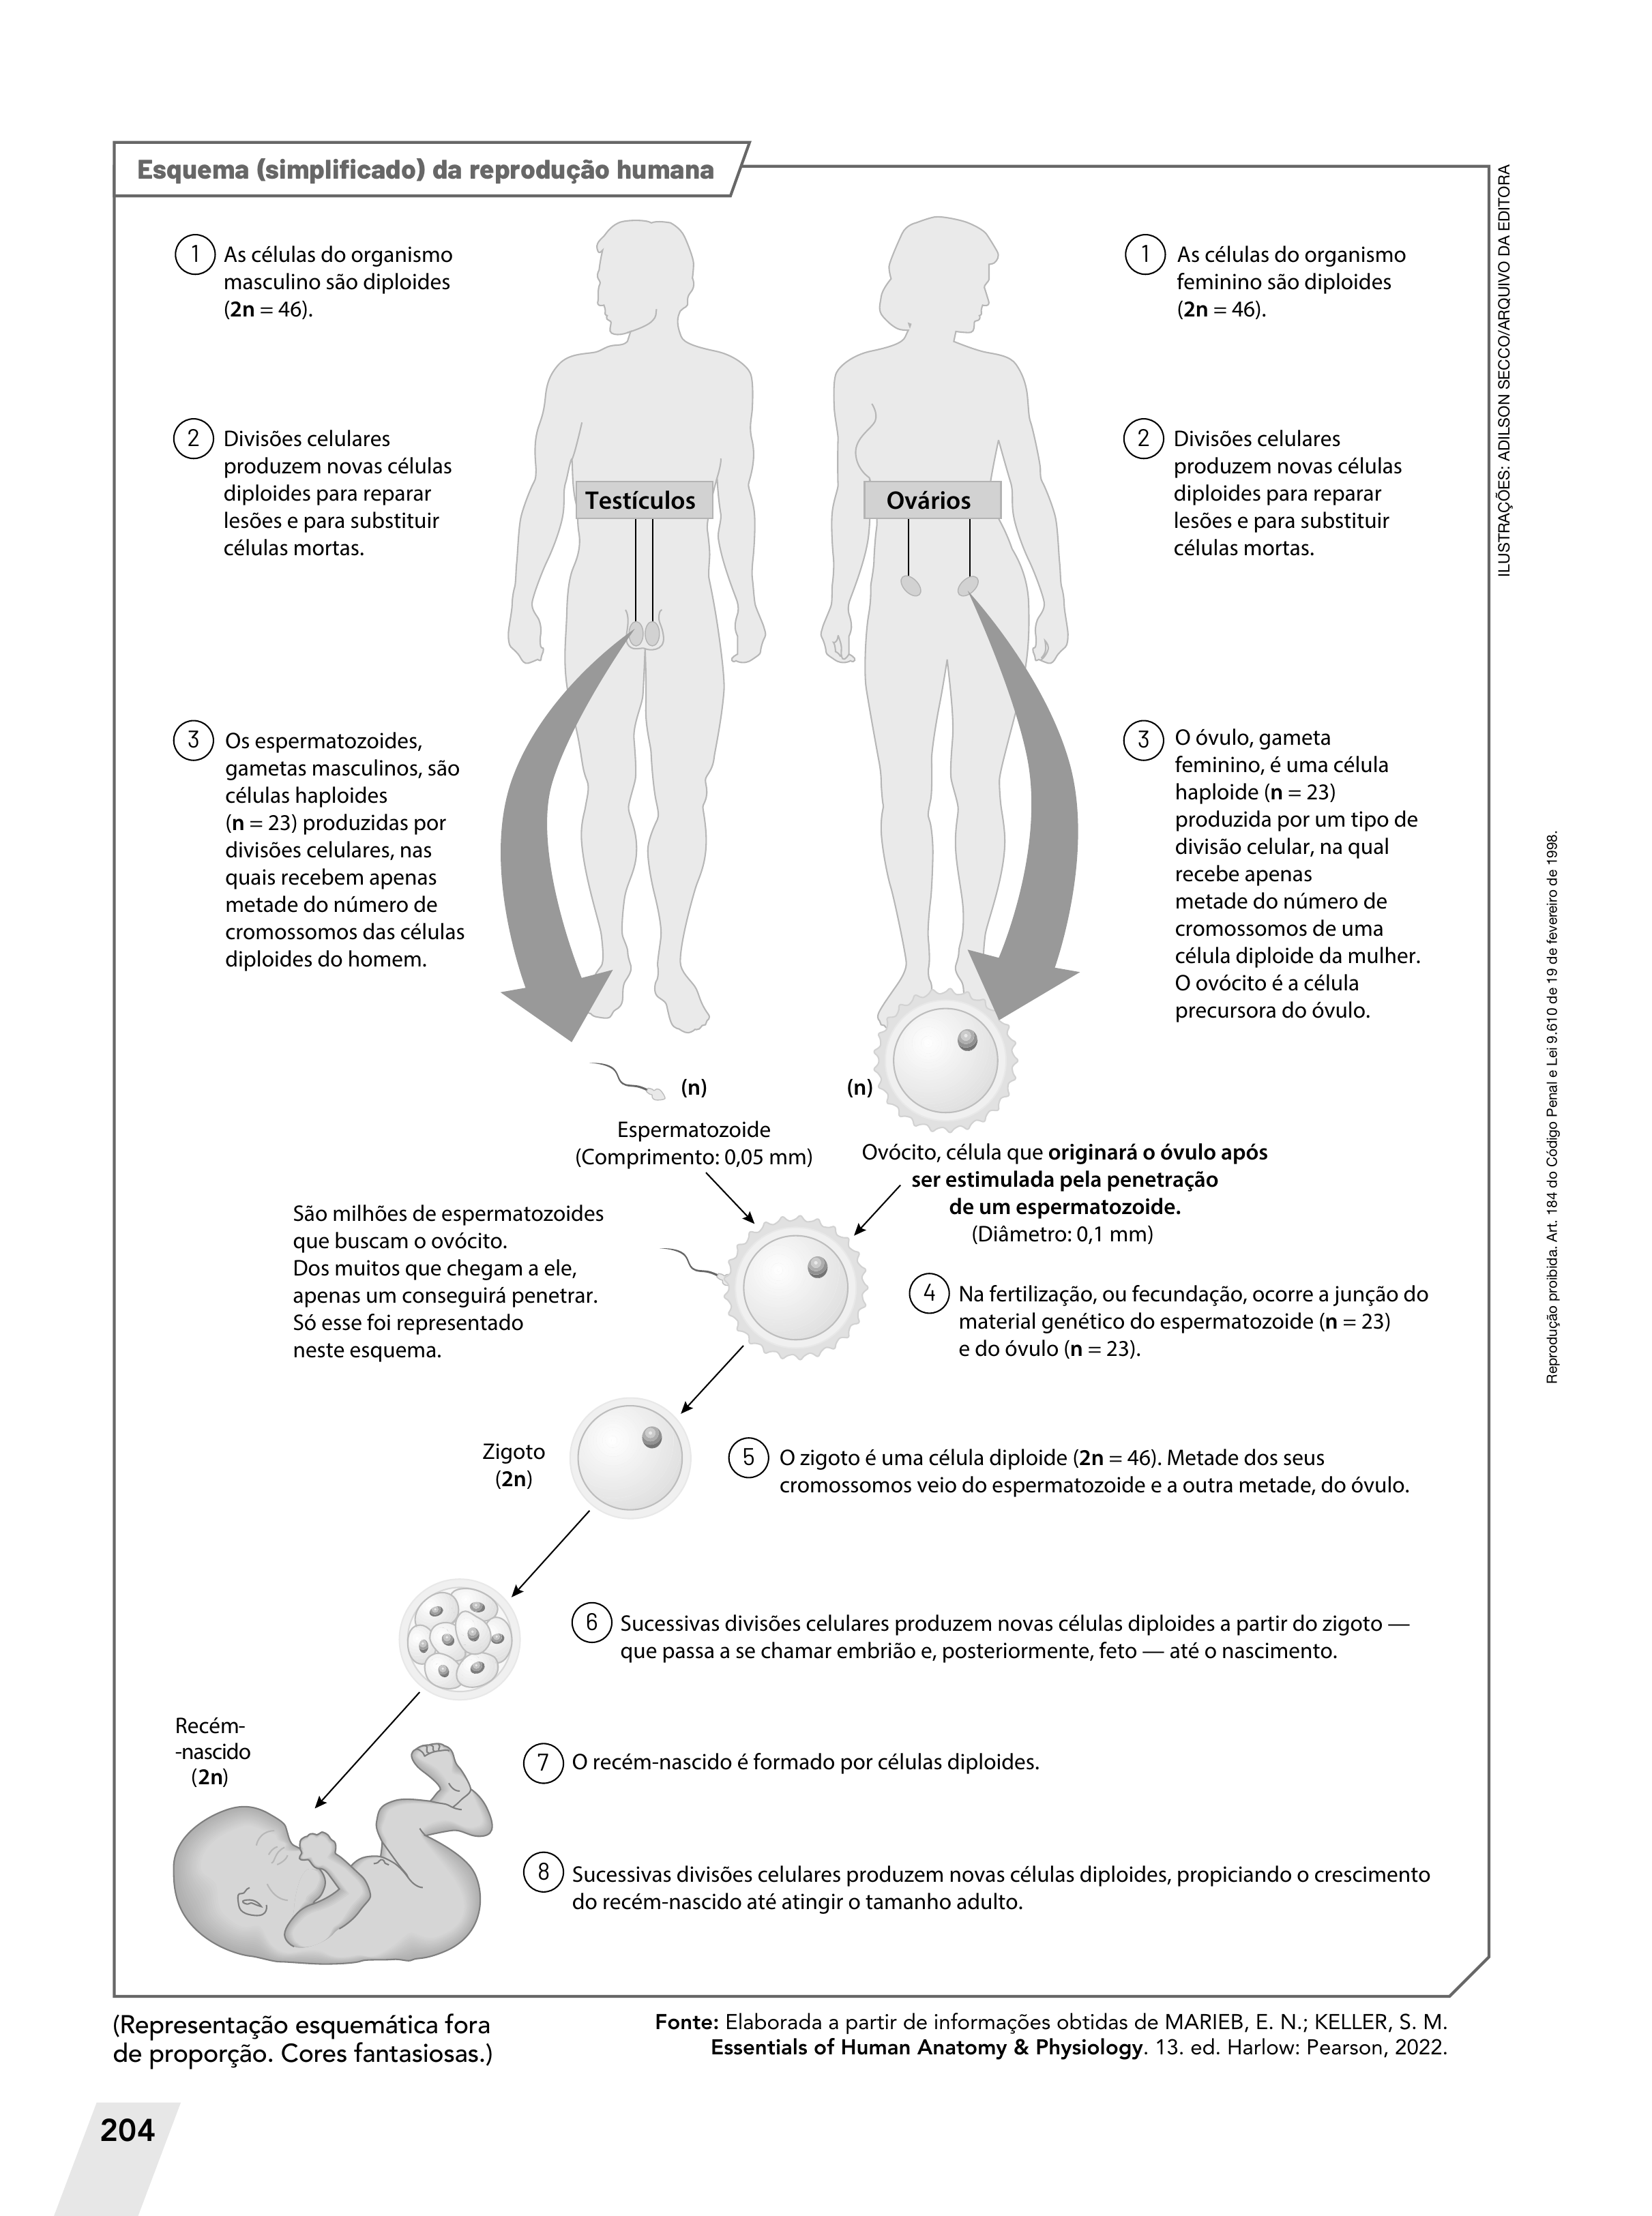 Esquema (simplificado) da reprodução humana
1 As células do organismo
masculino são diploides
(2n = 46).
2 Divisões celulares
produzem novas células
diploides para reparar
lesões e para substituir
células mortas.
3 Os espermatozoides,
gametas masculinos, são
células haploides
(n = 23) produzidas por
divisões celulares, nas
quais recebem apenas
metade do número de
cromossomos das células
diploides do homem.
Testículos
Ovários
1 As células do organismo
feminino são diploides
(2n = 46).
2 Divisões celulares
produzem novas células
diploides para reparar
lesões e para substituir
células mortas.
3 O óvulo, gameta
feminino, é uma célula
haploide (n = 23)
produzida por um tipo de
divisão celular, na qual
recebe apenas
metade do número de
cromossomos de uma
célula diploide da mulher.
O ovócito é a célula
precursora do óvulo.
(n)
(n)
Espermatozoide
(Comprimento: 0,05 mm)
Ovócito, célula que originará o óvulo após
ser estimulada pela penetração
de um espermatozoide.
(Diâmetro: 0,1 mm)
São milhões de espermatozoides
que buscam o ovócito.
Dos muitos que chegam a ele,
apenas um conseguirá penetrar.
Só esse foi representado
neste esquema.
4 Na fertilização, ou fecundação, ocorre a junção do
material genético do espermatozoide (n = 23)
e do óvulo (n = 23).
Zigoto
(2n)
5 O zigoto é uma célula diploide (2n = 46). Metade dos seus
cromossomos veio do espermatozoide e a outra metade, do óvulo.
6 Sucessivas divisões celulares produzem novas células diploides a partir do zigoto —
que passa a se chamar embrião e, posteriormente, feto — até o nascimento.
Recém-
-nascido
(2n)
7 O recém-nascido é formado por células diploides.
8 Sucessivas divisões celulares produzem novas células diploides, propiciando o crescimento
do recém-nascido até atingir o tamanho adulto.
(Representação esquemática fora
de proporção. Cores fantasiosas.)
Fonte: Elaborada a partir de informações obtidas de MARIEB, E. N.; KELLER, S. M.
Essentials of Human Anatomy & Physiology. 13. ed. Harlow: Pearson, 2022.
204
ILUSTRAÇÕES: ADILSON SECCO/ARQUIVO DA EDITORA
Reprodução proibida. Art. 184 do Código Penal e Lei 9.610 de 19 de fevereiro de 1998.